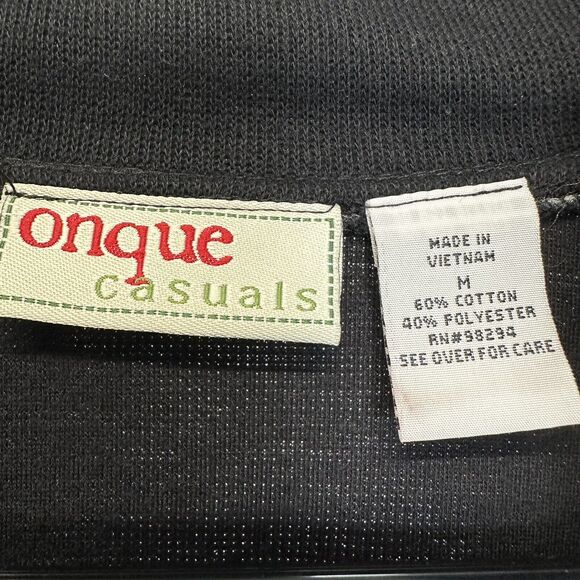 onque
casuals
MADE IN
VIETNAM
M
60% COTTON
40% POLYESTER
RN#98294
SEE OVER FOR CARE